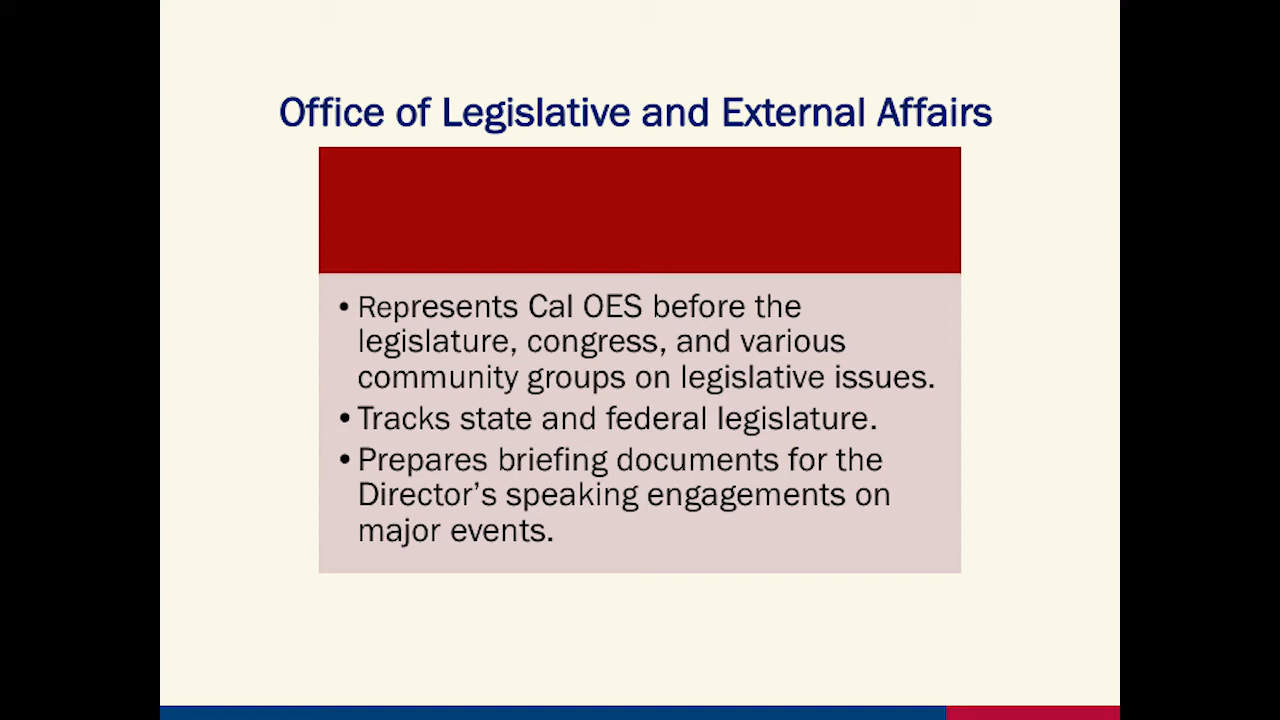 Office of Legislative and External Affairs
• Represents Cal OES before the
legislature, congress, and various
community groups on legislative issues.
• Tracks state and federal legislature.
• Prepares briefing documents for the
Director’s speaking engagements on
major events.